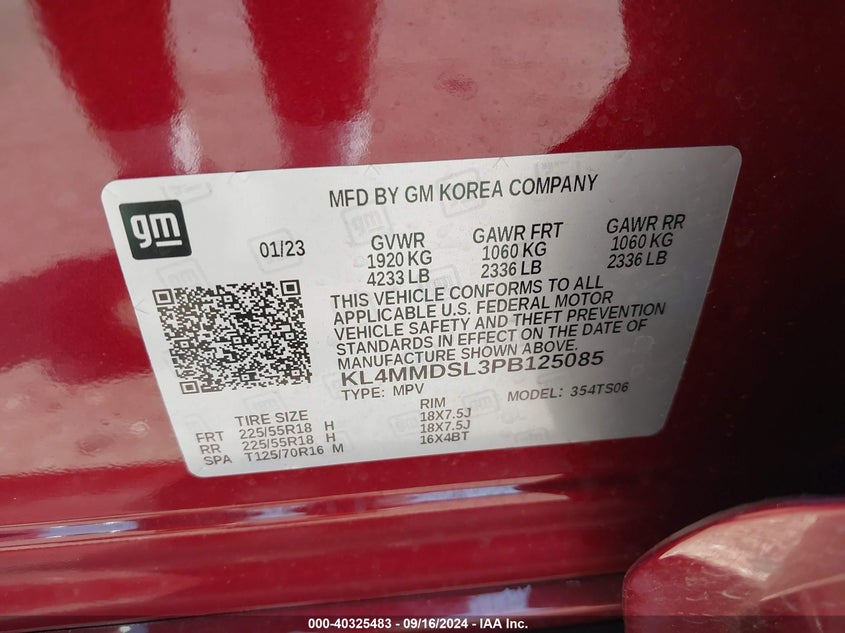 gm
MFD BY GM KOREA COMPANY
01/23
GVWR
1920 KG
4233 LB
GAWR FRT
1060 KG
2336 LB
GAWR RR
1060 KG
2336 LB
THIS VEHICLE CONFORMS TO ALL
APPLICABLE U.S. FEDERAL MOTOR
VEHICLE SAFETY AND THEFT PREVENTION
STANDARDS IN EFFECT ON THE DATE OF
MANUFACTURE SHOWN ABOVE.
KL4MMDSL3PB125085
TYPE: MPV MODEL: 354TS06
TIRE SIZE RIM
FRT 225/55R18 H 18X7.5J
RR 225/55R18 H 18X7.5J
SPA T125/70R16 M 16X4BT
000-40325483 - 09/16/2024 - IAA Inc.